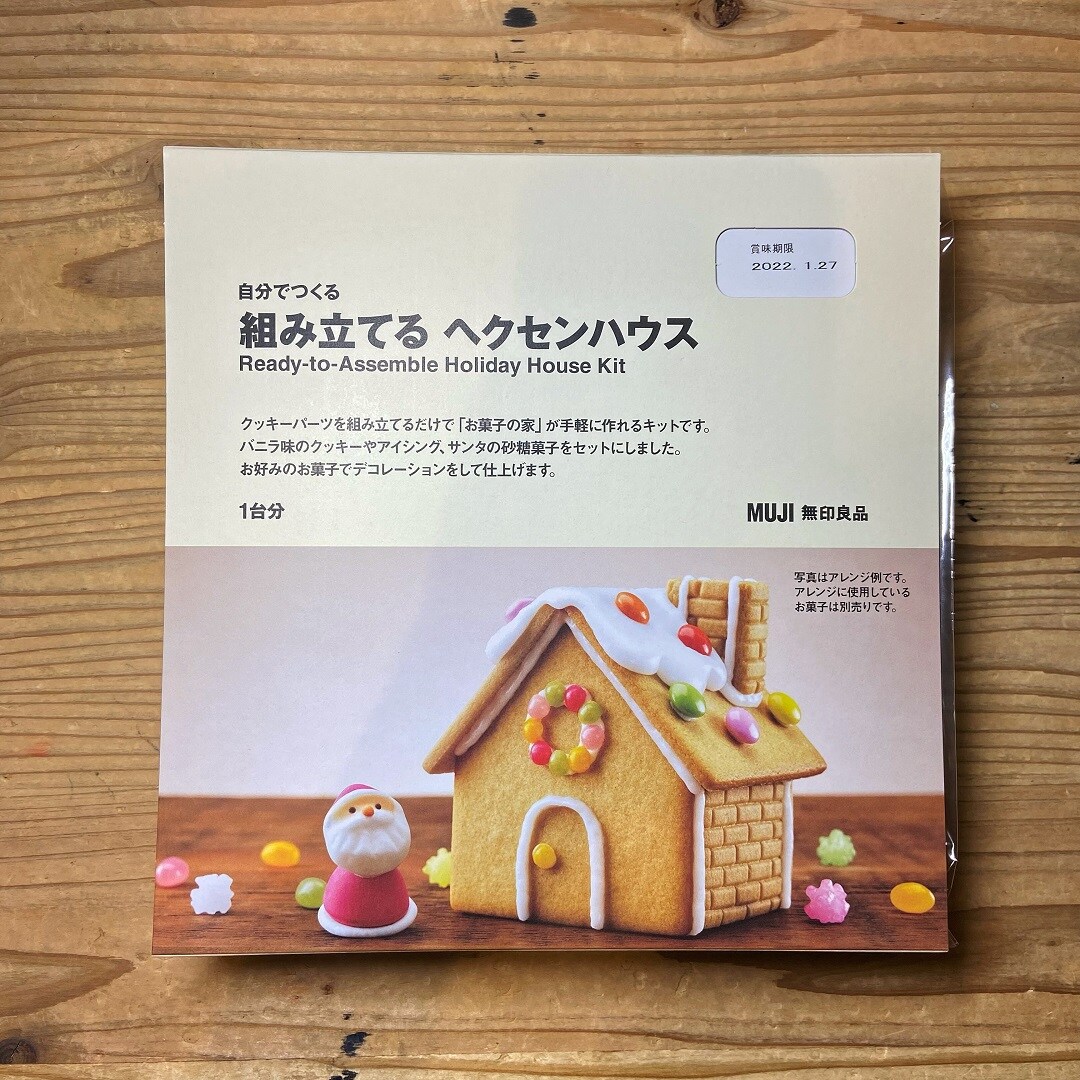 賞味期限
2022. 1.27
自分でつくる
組み立てる ヘクセンハウス
Ready-to-Assemble Holiday House Kit
クッキーパーツを組み立てるだけで「お菓子の家」が手軽に作れるキットです。
バニラ味のクッキーやアイシング、サンタの砂糖菓子をセットにしました。
お好みのお菓子でデコレーションをして仕上げます。
1台分
MUJI 無印良品
写真はアレンジ例です。
アレンジに使用している
お菓子は別売りです。